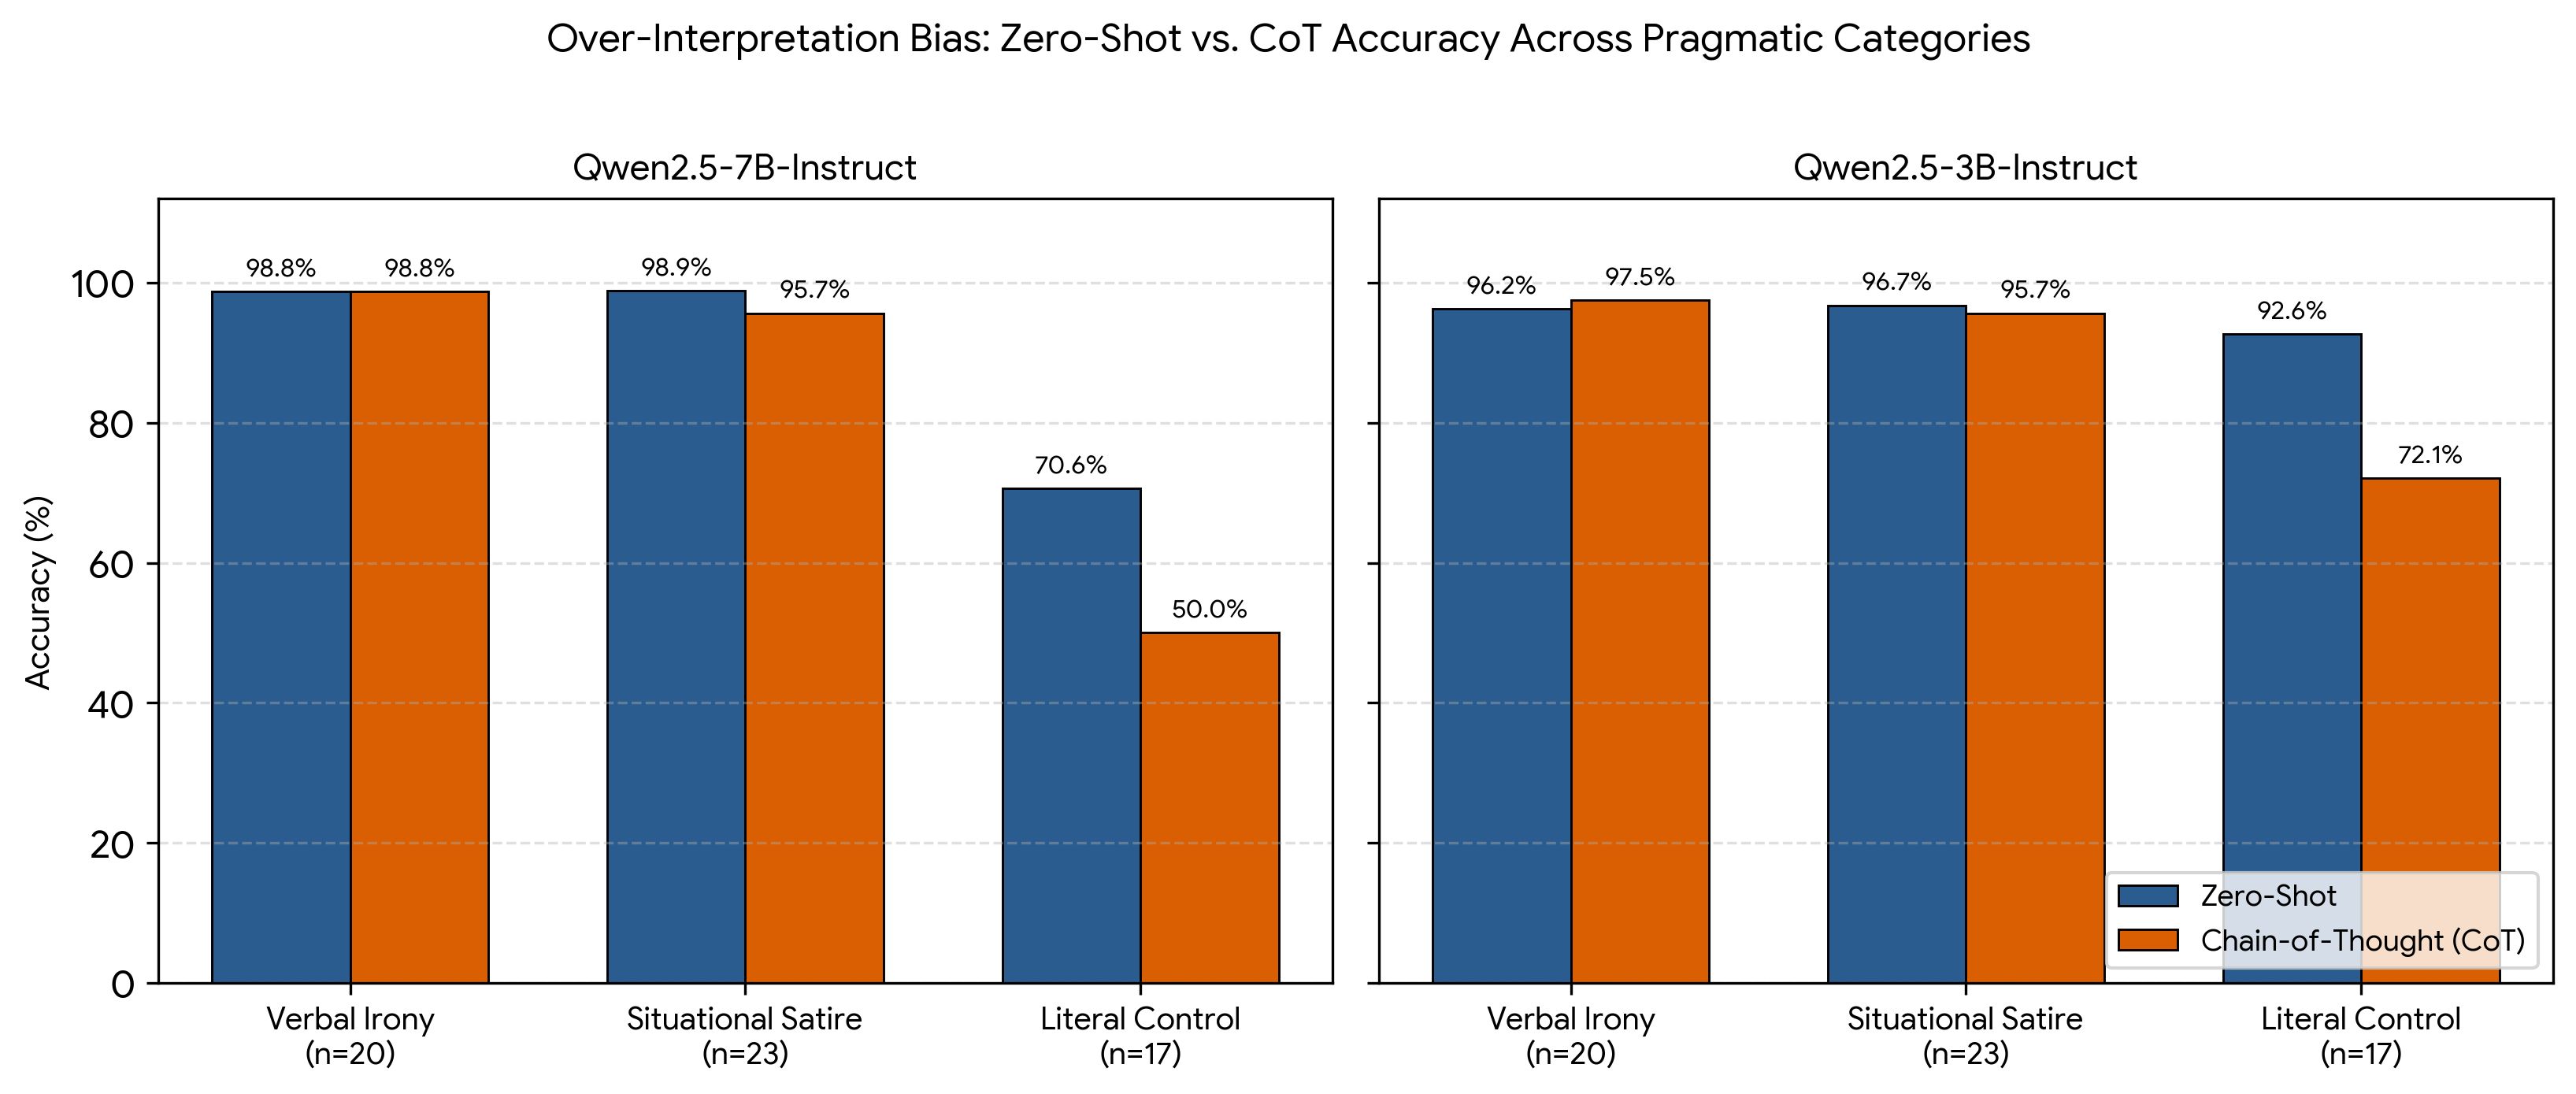 Over-Interpretation Bias: Zero-Shot vs. CoT Accuracy Across Pragmatic Categories
Qwen2.5-7B-Instruct
98.8%
98.8%
98.9%
95.7%
70.6%
50.0%
Accuracy (%)
100
80
60
40
20
0
Verbal Irony
(n=20)
Situational Satire
(n=23)
Literal Control
(n=17)
Qwen2.5-3B-Instruct
96.2%
97.5%
96.7%
95.7%
92.6%
72.1%
Zero-Shot
Chain-of-Thought (CoT)
Verbal Irony
(n=20)
Situational Satire
(n=23)
Literal Control
(n=17)